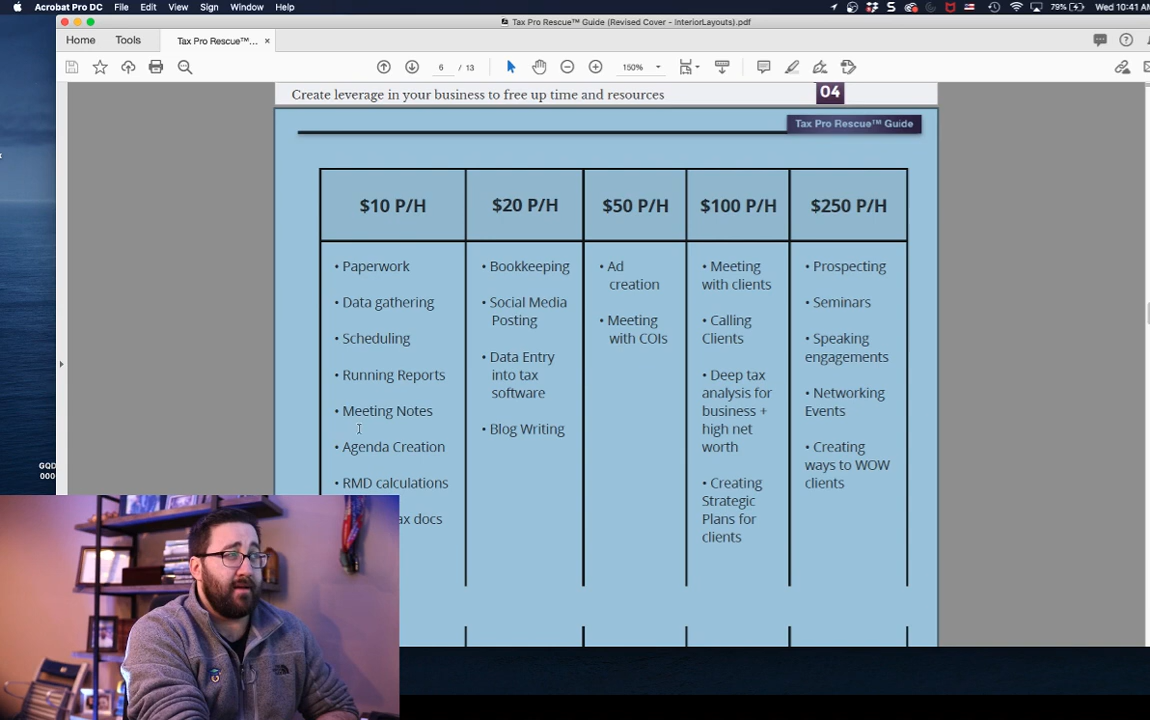 Acrobat Pro DC File Edit View Sign Window Help
79% Wed 10:41 A
Tax Pro Rescue™ Guide (Revised Cover - InteriorLayouts).pdf
Home Tools Tax Pro Rescue™...
6 / 13 150%
Create leverage in your business to free up time and resources 04
Tax Pro Rescue™ Guide
$10 P/H
• Paperwork
• Data gathering
• Scheduling
• Running Reports
• Meeting Notes
• Agenda Creation
• RMD calculations
ax docs
$20 P/H
• Bookkeeping
• Social Media
Posting
• Data Entry
into tax
software
• Blog Writing
$50 P/H
• Ad
creation
• Meeting
with COIs
$100 P/H
• Meeting
with clients
• Calling
Clients
• Deep tax
analysis for
business +
high net
worth
• Creating
Strategic
Plans for
clients
$250 P/H
• Prospecting
• Seminars
• Speaking
engagements
• Networking
Events
• Creating
ways to WOW
clients
GQD
000